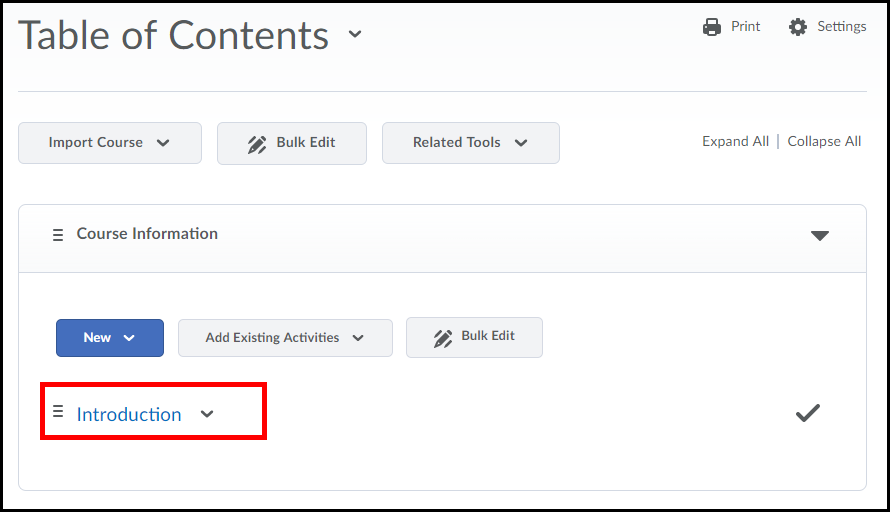 Table of Contents
Print
Settings
Import Course
Bulk Edit
Related Tools
Expand All | Collapse All
Course Information
New
Add Existing Activities
Bulk Edit
Introduction